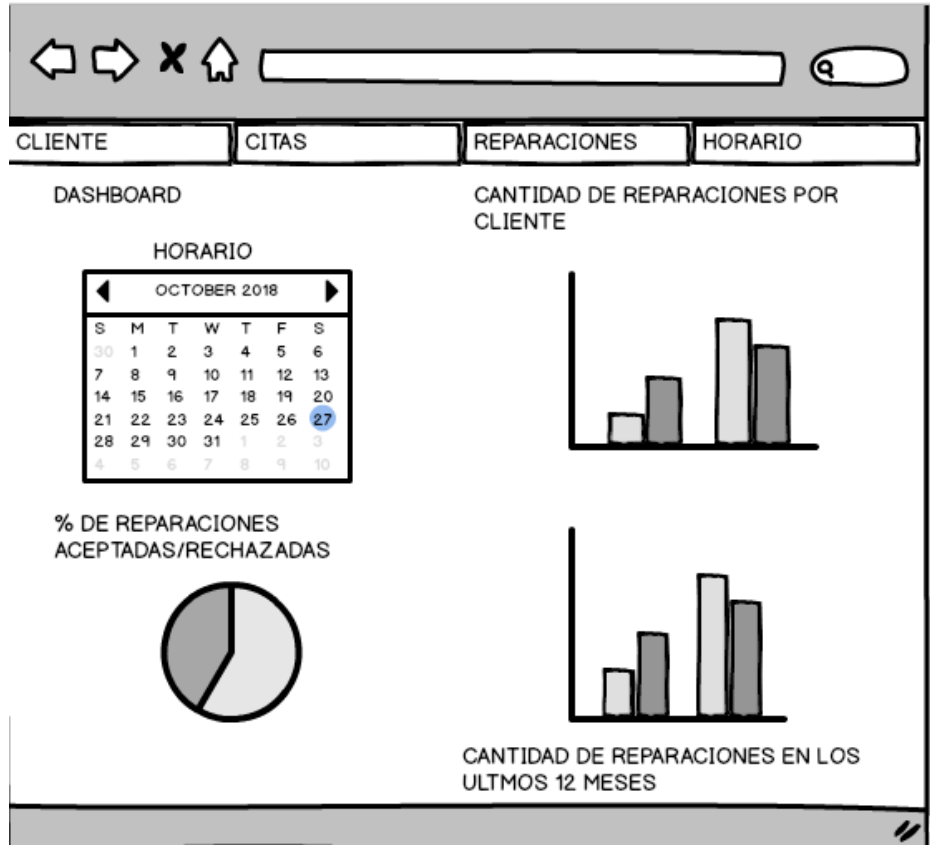 CLIENTE
CITAS
REPARACIONES
HORARIO
DASHBOARD
HORARIO
OCTOBER 2018
S M T W T F S
30 1 2 3 4 5 6
7 8 9 10 11 12 13
14 15 16 17 18 19 20
21 22 23 24 25 26 27
28 29 30 31 1 2 3
4 5 6 7 8 9 10
% DE REPARACIONES
ACEPTADAS/RECHAZADAS
CANTIDAD DE REPARACIONES POR
CLIENTE
CANTIDAD DE REPARACIONES EN LOS
ULTMOS 12 MESES